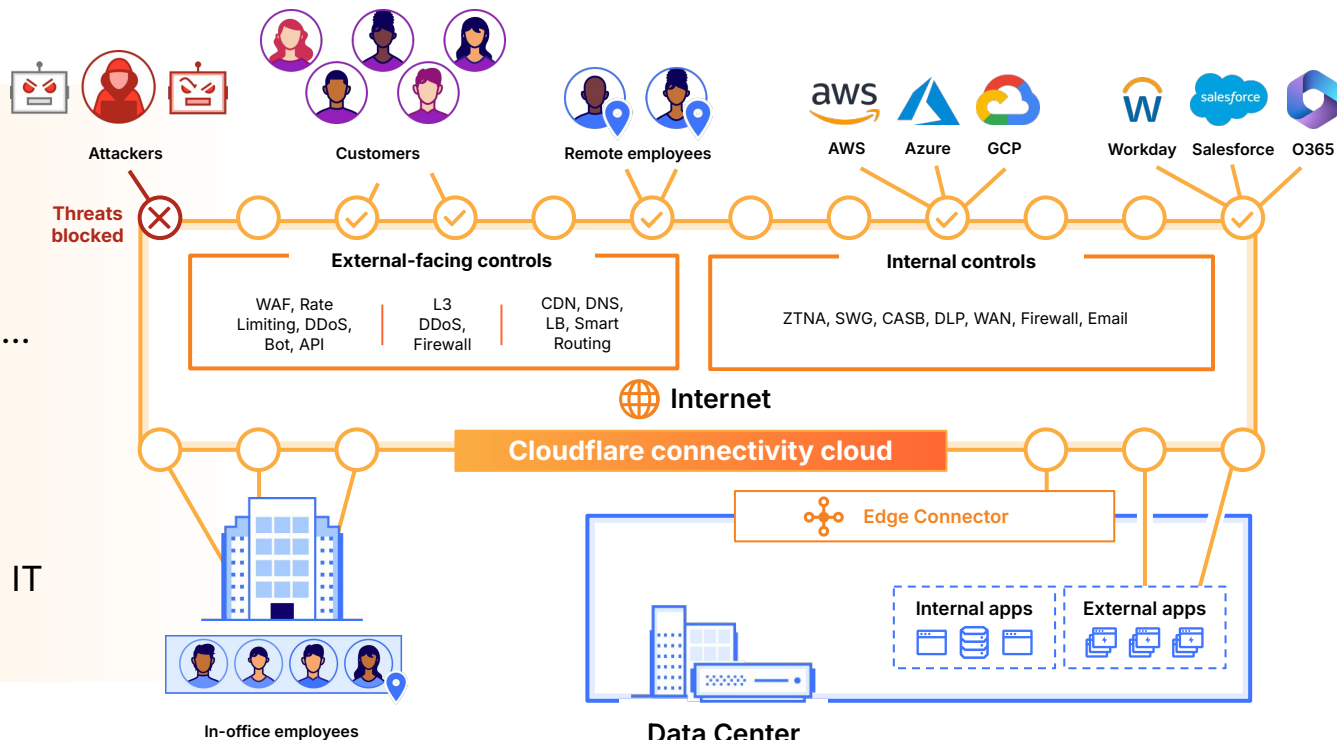 aws
salesforce
Attackers
Customers
Remote employees
AWS
Azure
GCP
Workday
Salesforce
O365
Threats
blocked
External-facing controls
WAF, Rate
Limiting, DDoS,
Bot, API
L3
DDoS,
Firewall
CDN, DNS,
LB, Smart
Routing
Internal controls
ZTNA, SWG, CASB, DLP, WAN, Firewall, Email
...
Internet
Cloudflare connectivity cloud
Edge Connector
IT
Internal apps
External apps
In-office employees
Data Center